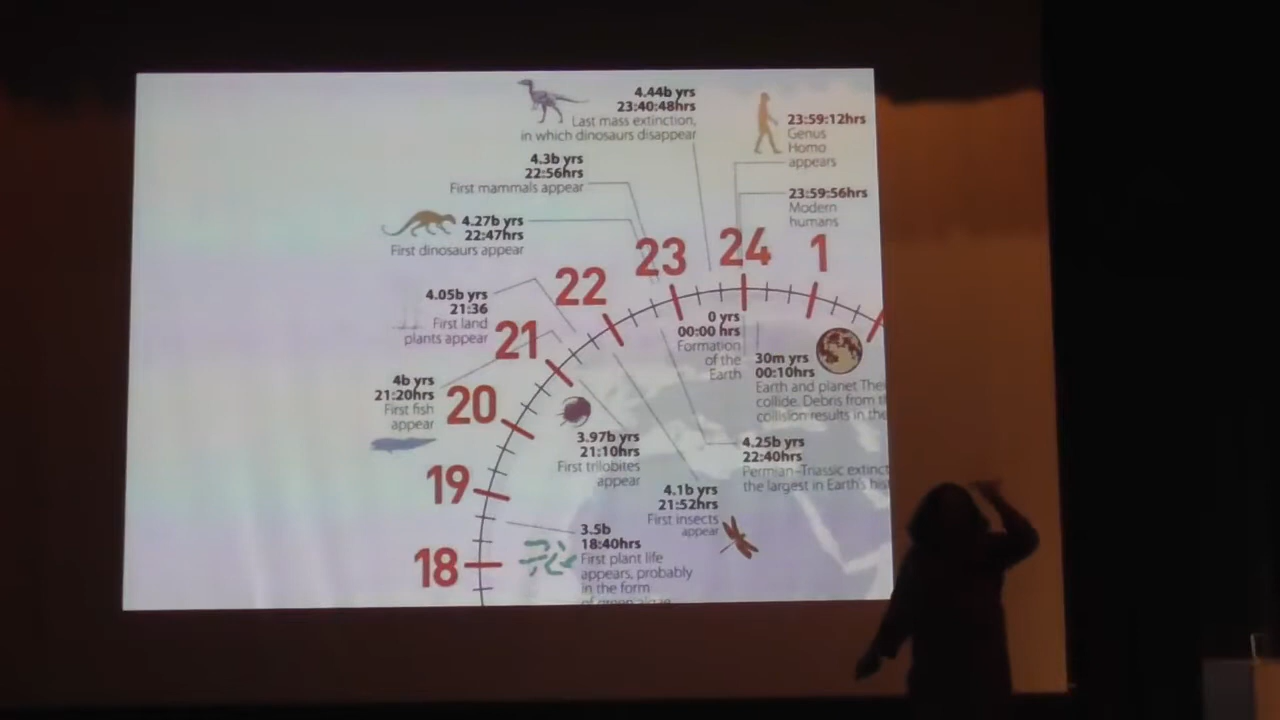 4.44b yrs
23:40:48hrs
Last mass extinction,
in which dinosaurs disappear
23:59:12hrs
Genus
Homo
appears
4.3b yrs
22:56hrs
First mammals appear
23:59:56hrs
Modern
humans
4.27b yrs
22:47hrs
First dinosaurs appear
23
24
1
22
4.05b yrs
21:36
First land
plants appear
21
0 yrs
00:00 hrs
Formation
of the
Earth
30m yrs
00:10hrs
Earth and planet Thei
collide. Debris from t
collision results in the
4b yrs
21:20hrs
First fish
appear
20
3.97b yrs
21:10hrs
First trilobites
appear
4.25b yrs
22:40hrs
Permian–Triassic extinct
the largest in Earth's his
19
4.1b yrs
21:52hrs
First insects
appear
18
3.5b
18:40hrs
First plant life
appears, probably
in the form
of green algae